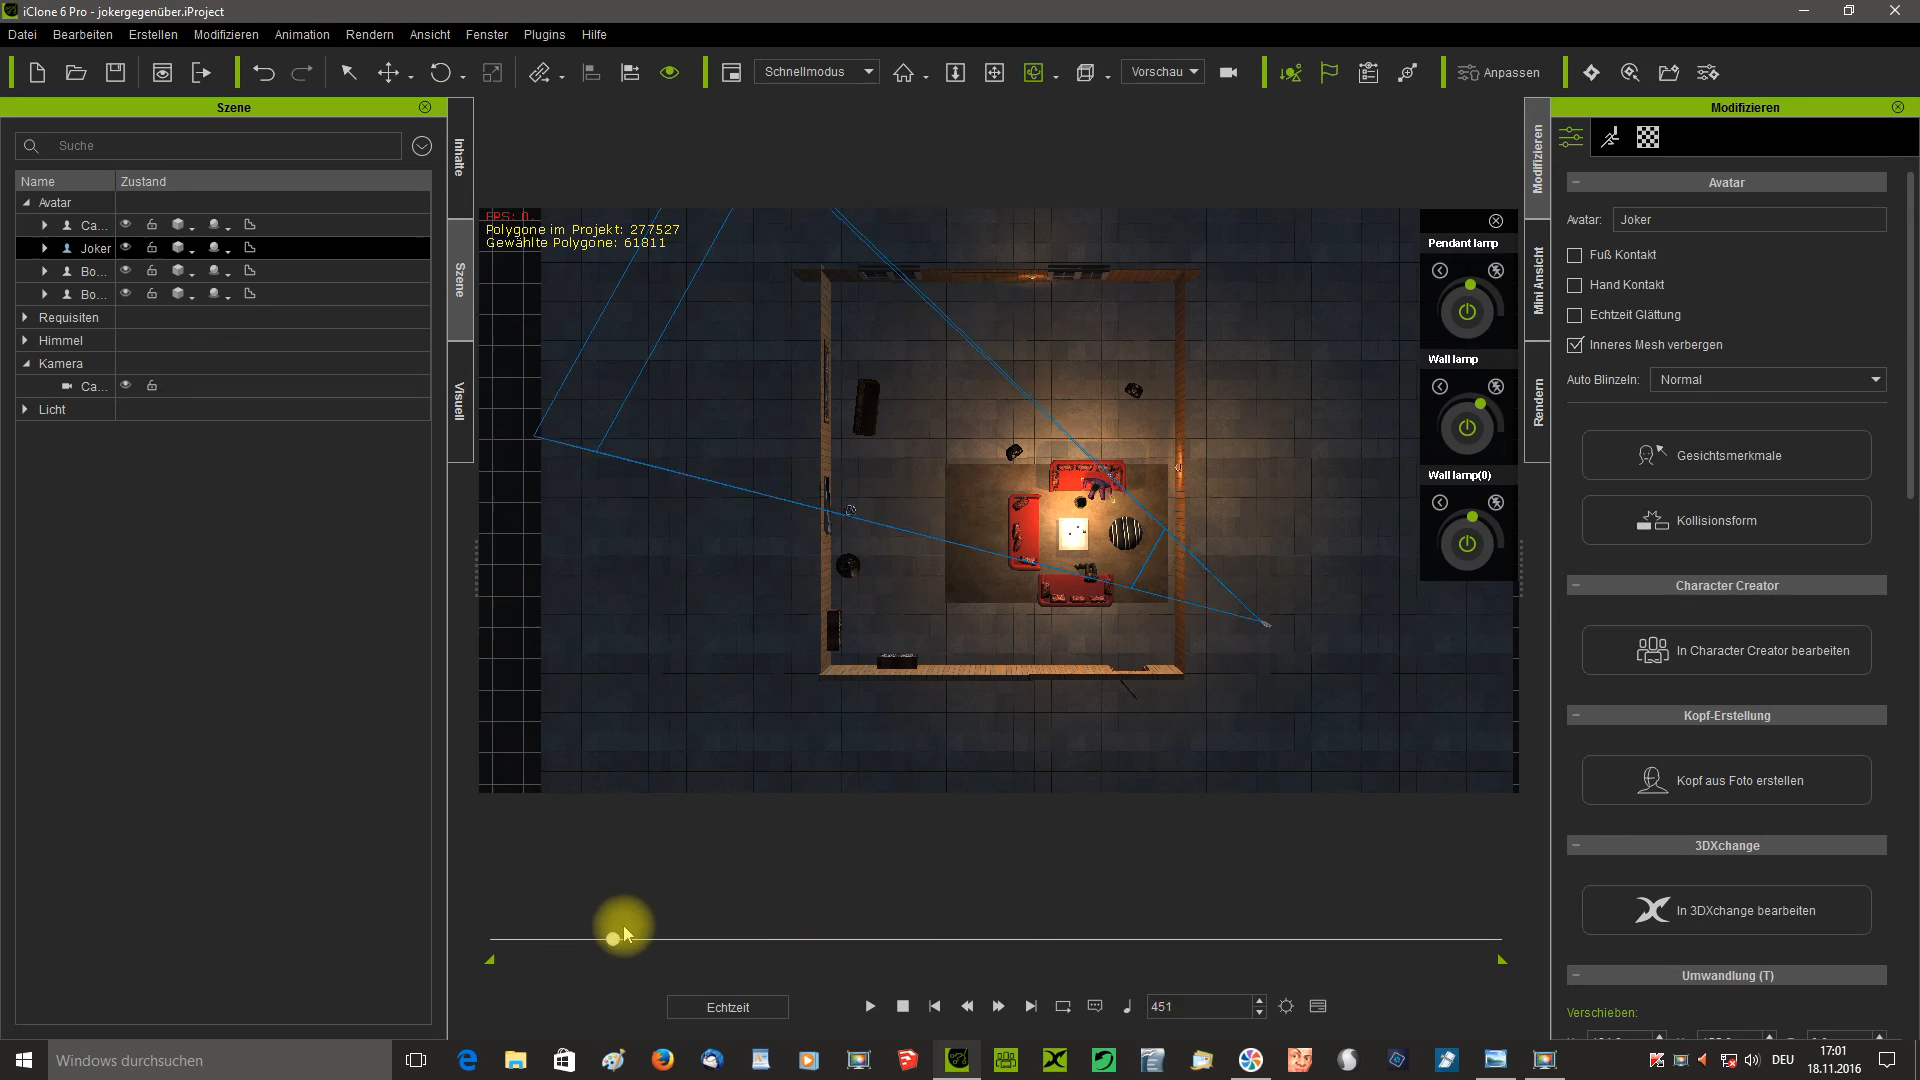 iClone 6 Pro - jokergegenüber.iProject
Datei Bearbeiten Erstellen Modifizieren Animation Rendern Ansicht Fenster Plugins Hilfe
Schnellmodus Vorschau Anpassen
Szene
Suche
Name Zustand
Avatar
Ca...
Joker
Bo...
Bo...
Requisiten
Himmel
Kamera
Ca...
Licht
Inhalte
Szene
Visuell
FPS: 0.
Polygone im Projekt: 277527
Gewählte Polygone: 61811
Pendant lamp
Wall lamp
Wall lamp(0)
Modifizieren
Mini Ansicht
Rendern
Modifizieren
Avatar
Avatar: Joker
Fuß Kontakt
Hand Kontakt
Echtzeit Glättung
Inneres Mesh verbergen
Auto Blinzeln: Normal
Gesichtsmerkmale
Kollisionsform
Character Creator
In Character Creator bearbeiten
Kopf-Erstellung
Kopf aus Foto erstellen
3DXchange
In 3DXchange bearbeiten
Umwandlung (T)
Verschieben:
Echtzeit 451
Windows durchsuchen
DEU
17:01
18.11.2016